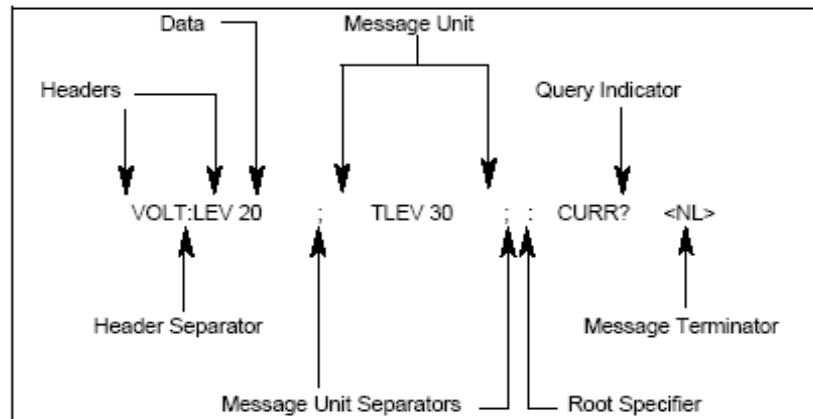 Data Message Unit
Headers Query Indicator
VOLT:LEV 20 ; TLEV 30 ; : CURR? <NL>
Header Separator Message Terminator
Message Unit Separators Root Specifier